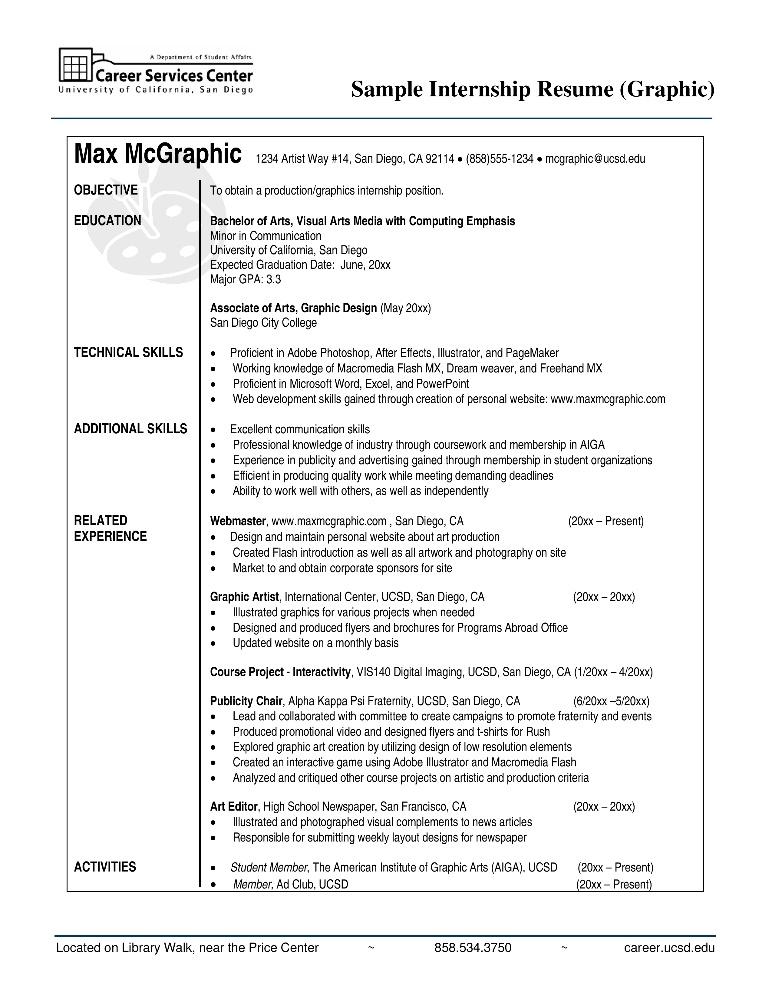 A Department of Student Affairs
Career Services Center
University of California, San Diego
Sample Internship Resume (Graphic)
Max McGraphic 1234 Artist Way #14, San Diego, CA 92114 • (858)555-1234 • mcgraphic@ucsd.edu
OBJECTIVE To obtain a production/graphics internship position.
EDUCATION Bachelor of Arts, Visual Arts Media with Computing Emphasis
Minor in Communication
University of California, San Diego
Expected Graduation Date: June, 20xx
Major GPA: 3.3
Associate of Arts, Graphic Design (May 20xx)
San Diego City College
TECHNICAL SKILLS • Proficient in Adobe Photoshop, After Effects, Illustrator, and PageMaker
• Working knowledge of Macromedia Flash MX, Dream weaver, and Freehand MX
• Proficient in Microsoft Word, Excel, and PowerPoint
• Web development skills gained through creation of personal website: www.maxmcgraphic.com
ADDITIONAL SKILLS • Excellent communication skills
• Professional knowledge of industry through coursework and membership in AIGA
• Experience in publicity and advertising gained through membership in student organizations
• Efficient in producing quality work while meeting demanding deadlines
• Ability to work well with others, as well as independently
RELATED Webmaster, www.maxmcgraphic.com , San Diego, CA (20xx – Present)
EXPERIENCE • Design and maintain personal website about art production
• Created Flash introduction as well as all artwork and photography on site
• Market to and obtain corporate sponsors for site
Graphic Artist, International Center, UCSD, San Diego, CA (20xx – 20xx)
• Illustrated graphics for various projects when needed
• Designed and produced flyers and brochures for Programs Abroad Office
• Updated website on a monthly basis
Course Project - Interactivity, VIS140 Digital Imaging, UCSD, San Diego, CA (1/20xx – 4/20xx)
Publicity Chair, Alpha Kappa Psi Fraternity, UCSD, San Diego, CA (6/20xx –5/20xx)
• Lead and collaborated with committee to create campaigns to promote fraternity and events
• Produced promotional video and designed flyers and t-shirts for Rush
• Explored graphic art creation by utilizing design of low resolution elements
• Created an interactive game using Adobe Illustrator and Macromedia Flash
• Analyzed and critiqued other course projects on artistic and production criteria
Art Editor, High School Newspaper, San Francisco, CA (20xx – 20xx)
• Illustrated and photographed visual complements to news articles
• Responsible for submitting weekly layout designs for newspaper
ACTIVITIES • Student Member, The American Institute of Graphic Arts (AIGA), UCSD (20xx – Present)
• Member, Ad Club, UCSD (20xx – Present)
Located on Library Walk, near the Price Center ~ 858.534.3750 ~ career.ucsd.edu